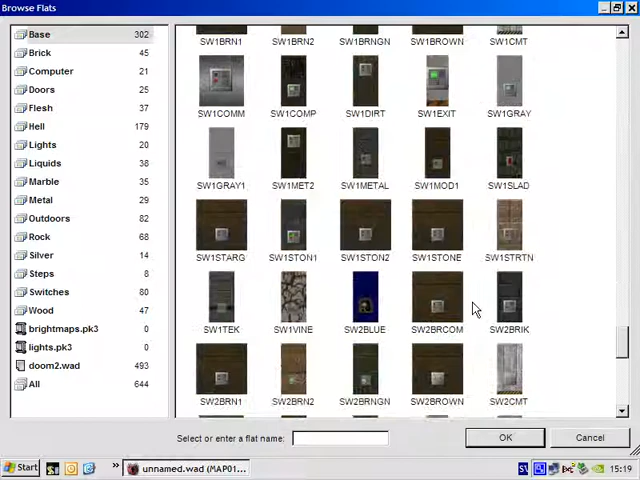 Browse Flats
Base 302
Brick 45
Computer 21
Doors 25
Flesh 37
Hell 179
Lights 20
Liquids 38
Marble 35
Metal 29
Outdoors 82
Rock 68
Silver 14
Steps 8
Switches 80
Wood 47
brightmaps.pk3 0
lights.pk3 0
doom2.wad 493
All 644
SW1BRN1 SW1BRN2 SW1BRNGN SW1BROWN SW1CMT
SW1COMM SW1COMP SW1DIRT SW1EXIT SW1GRAY
SW1GRAY1 SW1MET2 SW1METAL SW1MOD1 SW1SLAD
SW1STARG SW1STON1 SW1STON2 SW1STONE SW1STRTN
SW1TEK SW1VINE SW2BLUE SW2BRCOM SW2BRIK
SW2BRN1 SW2BRN2 SW2BRNGN SW2BROWN SW2CMT
Select or enter a flat name:
OK
Cancel
Start
»
unnamed.wad (MAP01...
15:19